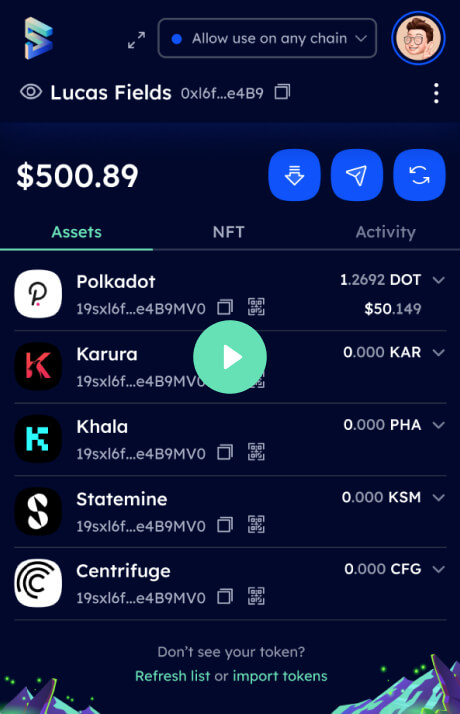 Allow use on any chain
Lucas Fields 0xl6f...e4B9
$500.89
Assets NFT Activity
Polkadot 1.2692 DOT
19sxl6f...e4B9MV0 $50.149
Karura 0.000 KAR
19sxl6f...e4B9MV0
Khala 0.000 PHA
19sxl6f...e4B9MV0
Statemine 0.000 KSM
19sxl6f...e4B9MV0
Centrifuge 0.000 CFG
19sxl6f...e4B9MV0
Don't see your token?
Refresh list or import tokens